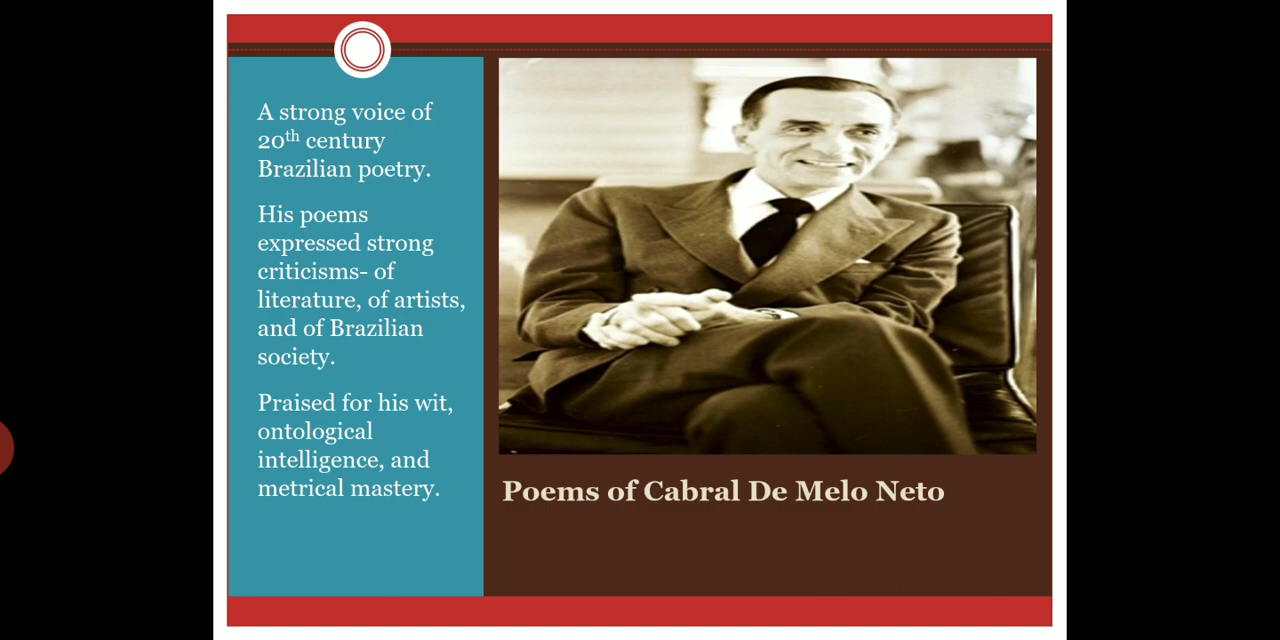 A strong voice of
20th century
Brazilian poetry.
His poems
expressed strong
criticisms- of
literature, of artists,
and of Brazilian
society.
Praised for his wit,
ontological
intelligence, and
metrical mastery.
Poems of Cabral De Melo Neto